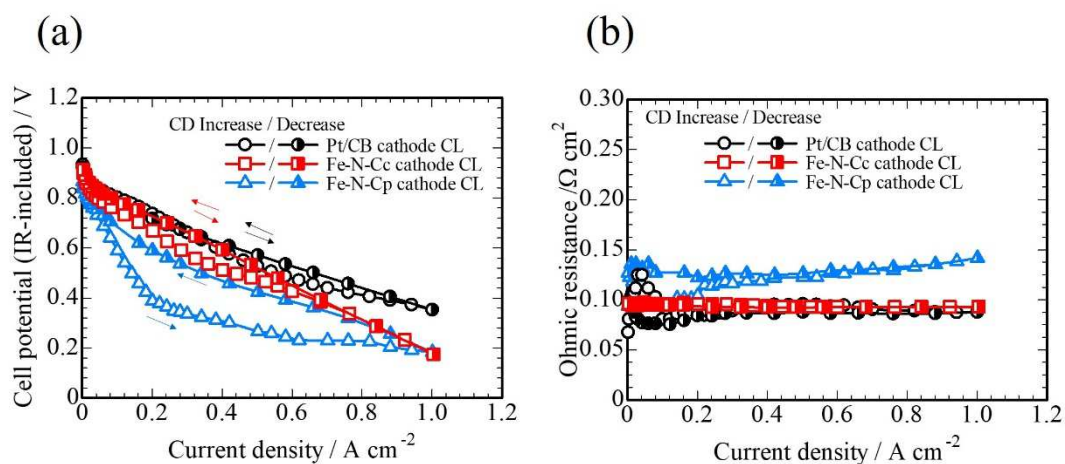 (a)
(b)
Cell potential (IR-included) / V
1.2
1.0
0.8
0.6
0.4
0.2
0
CD Increase / Decrease
/ Pt/CB cathode CL
/ Fe-N-Cc cathode CL
/ Fe-N-Cp cathode CL
0 0.2 0.4 0.6 0.8 1.0 1.2
Current density / A cm-2
Ohmic resistance /Ω cm2
0.30
0.25
0.20
0.15
0.10
0.05
0
CD Increase / Decrease
/ Pt/CB cathode CL
/ Fe-N-Cc cathode CL
/ Fe-N-Cp cathode CL
0 0.2 0.4 0.6 0.8 1.0 1.2
Current density / A cm-2